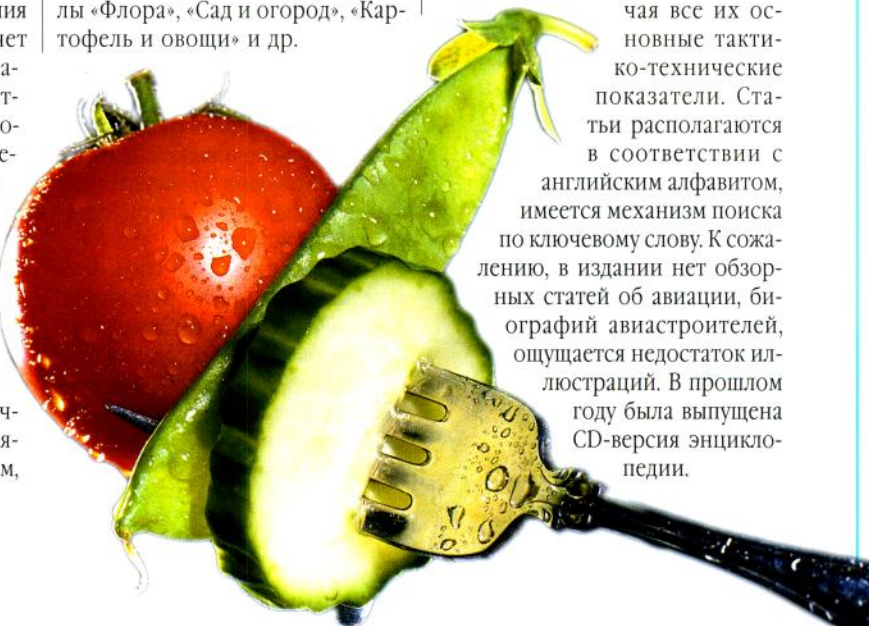 ния
нет
а-
т-
о-
е-
ч-
я-
м,
лы «Флора», «Сад и огород», «Кар-
тофель и овощи» и др.
чая все их ос-
новные такти-
ко-технические
показатели. Ста-
тьи располагаются
в соответствии с
английским алфавитом,
имеется механизм поиска
по ключевому слову. К сожа-
лению, в издании нет обзор-
ных статей об авиации, би-
ографий авиастроителей,
ощущается недостаток ил-
люстраций. В прошлом
году была выпущена
CD-версия энцикло-
педии.